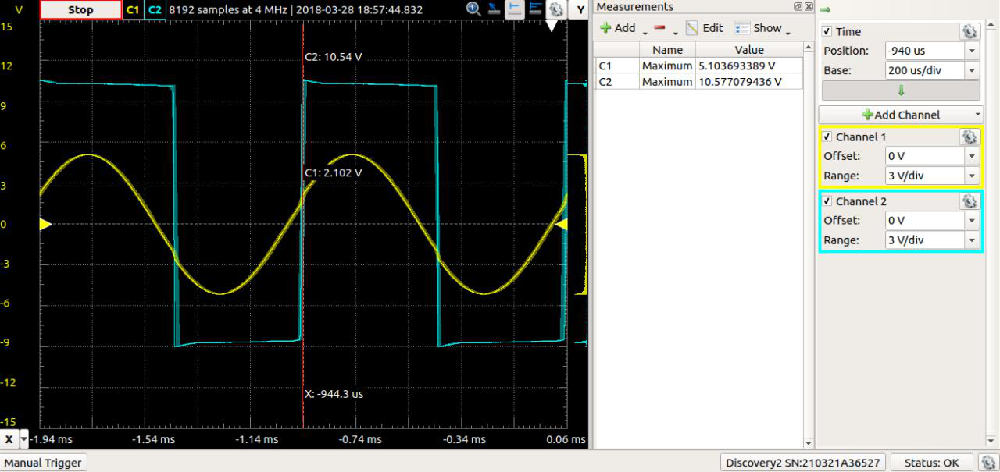 V Stop C1 C2 8192 samples at 4 MHz | 2018-03-28 18:57:44.832 Y
15
12
9
6
3
0
-3
-6
-9
-12
-15
C2: 10.54 V
C1: 2.102 V
X: -944.3 us
X -1.94 ms -1.54 ms -1.14 ms -0.74 ms -0.34 ms 0.06 ms
Measurements
Add Edit Show
Name Value
C1 Maximum 5.103693389 V
C2 Maximum 10.577079436 V
Time
Position: -940 us
Base: 200 us/div
Add Channel
Channel 1
Offset: 0 V
Range: 3 V/div
Channel 2
Offset: 0 V
Range: 3 V/div
Manual Trigger Discovery2 SN:210321A36527 Status: OK